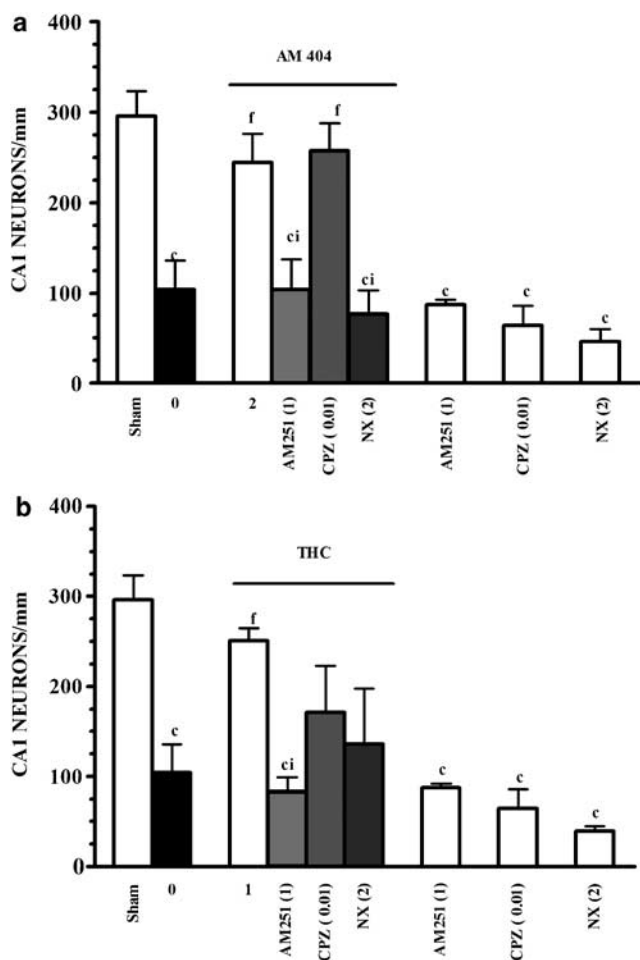 a
400
300
200
100
0
CA1 NEURONS/mm
AM 404
c
f
ci
f
ci
c
c
c
Sham
0
2
AM251 (1)
CPZ ( 0.01)
NX (2)
AM251 (1)
CPZ ( 0.01)
NX (2)
b
400
300
200
100
0
CA1 NEURONS/mm
THC
c
f
ci
c
c
c
Sham
0
1
AM251 (1)
CPZ ( 0.01)
NX (2)
AM251 (1)
CPZ ( 0.01)
NX (2)